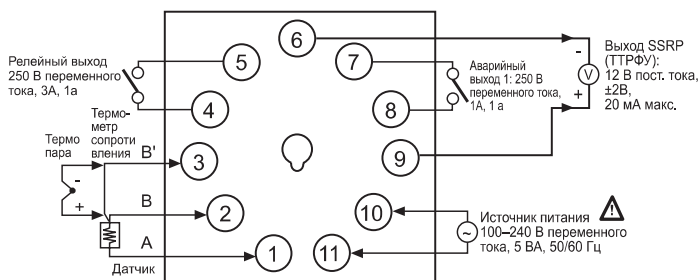 Релейный выход
250 В переменного
тока, 3А, 1а
5
4
6
7
8
Аварийный
выход 1: 250 В
переменного тока,
1А, 1 а
-
V
+
Выход SSRP
(ТТРФУ):
12 В пост. тока,
±2В,
20 мА макс.
Термо
пара
-
+
Термо-
метр
сопроти
вления
B'
B
A
Датчик
3
2
1
9
10
11
~
Источник питания
100–240 В переменного
тока, 5 ВА, 50/60 Гц